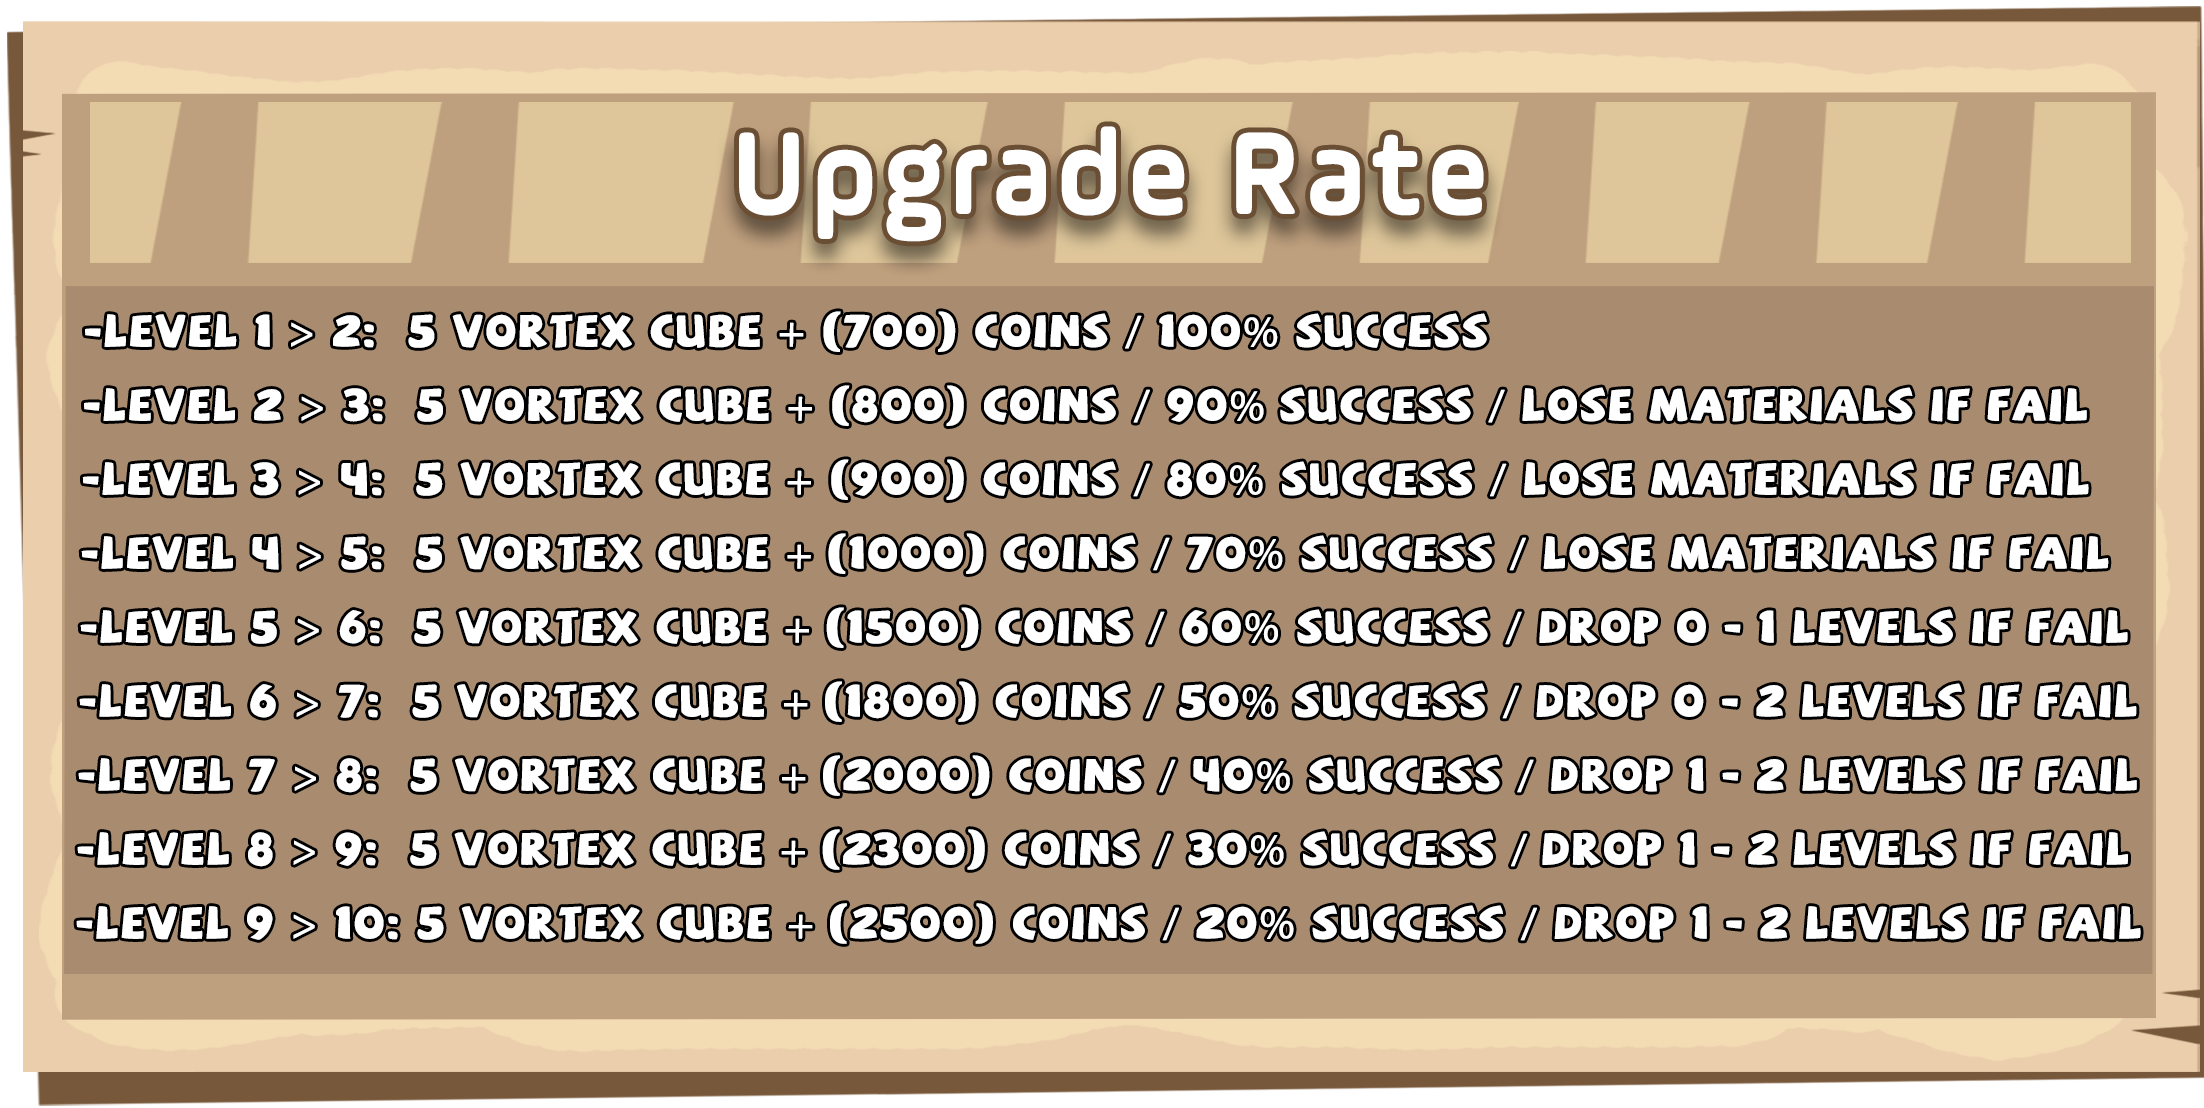 Upgrade Rate
-LEVEL 1 > 2: 5 VORTEX CUBE + (700) COINS / 100% SUCCESS
-LEVEL 2 > 3: 5 VORTEX CUBE + (800) COINS / 90% SUCCESS / LOSE MATERIALS IF FAIL
-LEVEL 3 > 4: 5 VORTEX CUBE + (900) COINS / 80% SUCCESS / LOSE MATERIALS IF FAIL
-LEVEL 4 > 5: 5 VORTEX CUBE + (1000) COINS / 70% SUCCESS / LOSE MATERIALS IF FAIL
-LEVEL 5 > 6: 5 VORTEX CUBE + (1500) COINS / 60% SUCCESS / DROP 0 - 1 LEVELS IF FAIL
-LEVEL 6 > 7: 5 VORTEX CUBE + (1800) COINS / 50% SUCCESS / DROP 0 - 2 LEVELS IF FAIL
-LEVEL 7 > 8: 5 VORTEX CUBE + (2000) COINS / 40% SUCCESS / DROP 1 - 2 LEVELS IF FAIL
-LEVEL 8 > 9: 5 VORTEX CUBE + (2300) COINS / 30% SUCCESS / DROP 1 - 2 LEVELS IF FAIL
-LEVEL 9 > 10: 5 VORTEX CUBE + (2500) COINS / 20% SUCCESS / DROP 1 - 2 LEVELS IF FAIL